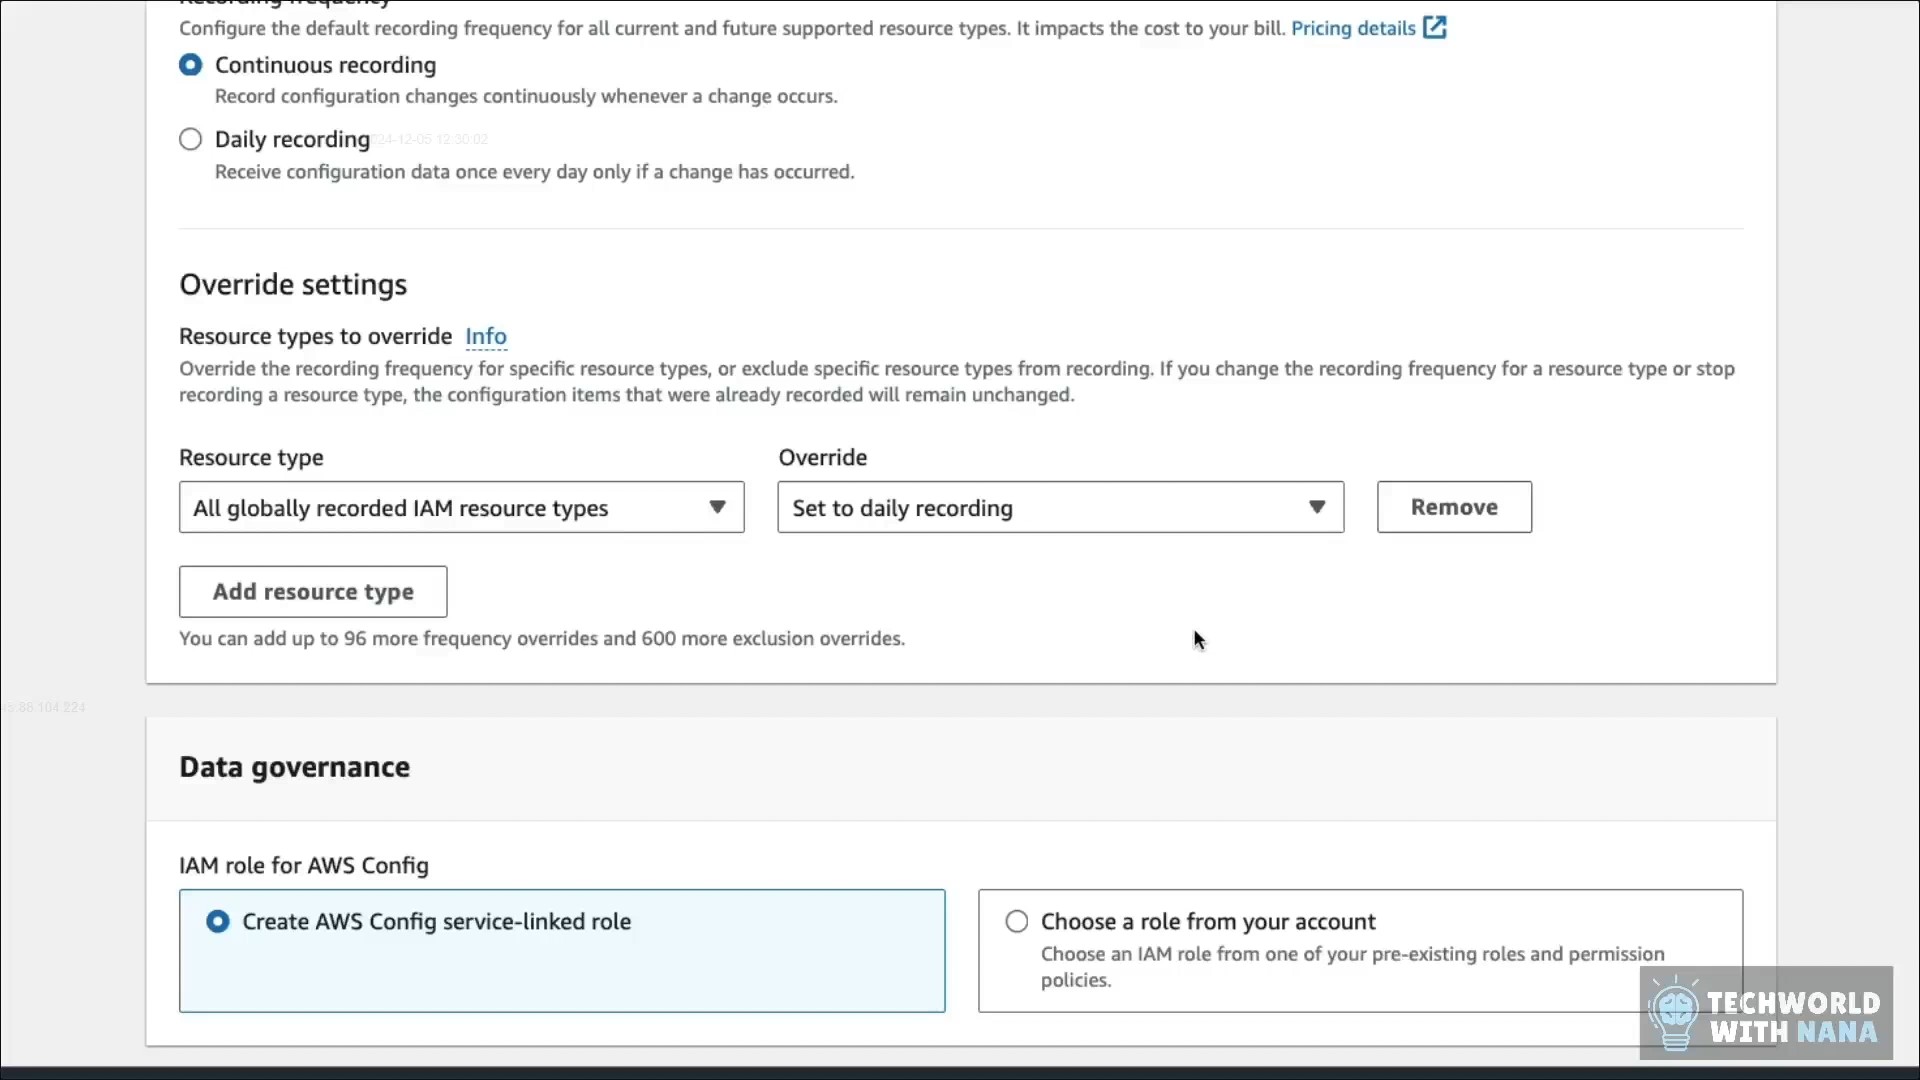 Recording frequency
Configure the default recording frequency for all current and future supported resource types. It impacts the cost to your bill. Pricing details
Continuous recording
Record configuration changes continuously whenever a change occurs.
Daily recording
24-12-05 12:30:02
Receive configuration data once every day only if a change has occurred.
Override settings
Resource types to override Info
Override the recording frequency for specific resource types, or exclude specific resource types from recording. If you change the recording frequency for a resource type or stop
recording a resource type, the configuration items that were already recorded will remain unchanged.
Resource type Override
All globally recorded IAM resource types Set to daily recording Remove
Add resource type
You can add up to 96 more frequency overrides and 600 more exclusion overrides.
Data governance
IAM role for AWS Config
Create AWS Config service-linked role
Choose a role from your account
Choose an IAM role from one of your pre-existing roles and permission
policies.
TECHWORLD
WITH NANA